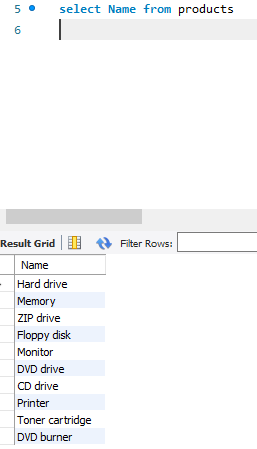 5 select Name from products
6
Result Grid Filter Rows:
Name
Hard drive
Memory
ZIP drive
Floppy disk
Monitor
DVD drive
CD drive
Printer
Toner cartridge
DVD burner